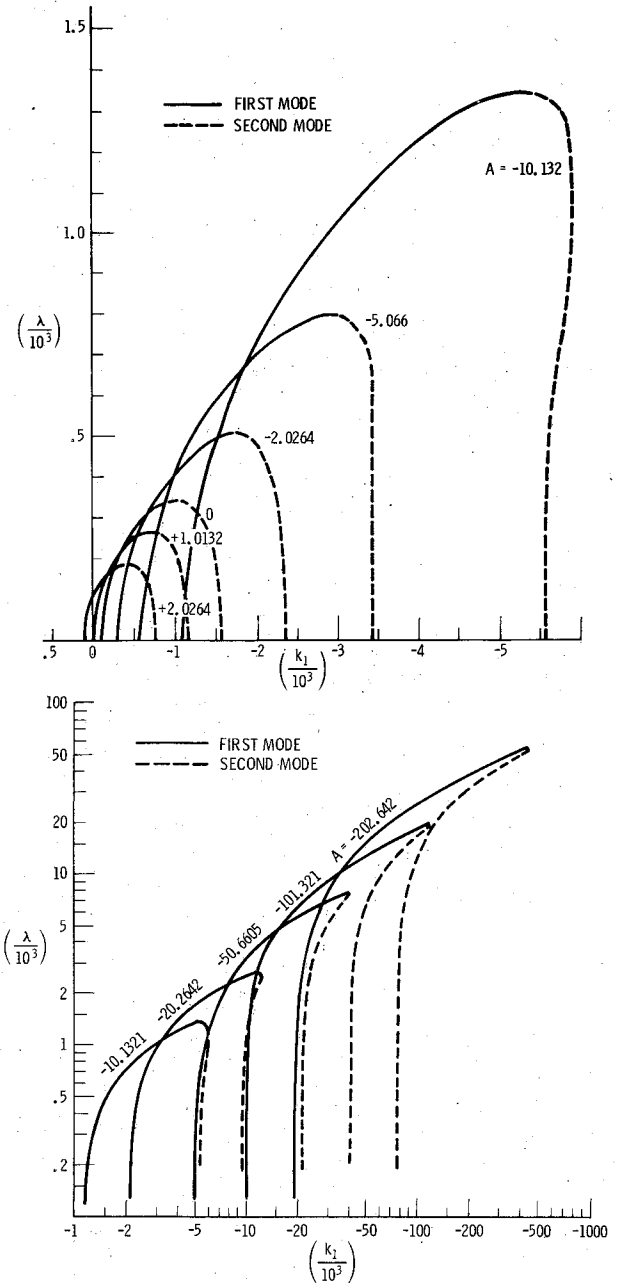 1.5
FIRST MODE
SECOND MODE
A = -10.132
1.0
(λ/10³)
-5.066
.5
-2.0264
0
+1.0132
+2.0264
.5 0 -1 -2 -3 -4 -5
(k₁/10³)
100
FIRST MODE
SECOND MODE
50
A = -202.642
20
-101.321
10
(λ/10³)
5
-50.6605
-20.2642
2
-10.1321
1
.5
.2
-1 -2 -5 -10 -20 -50 -100 -200 -500 -1000
(k₁/10³)